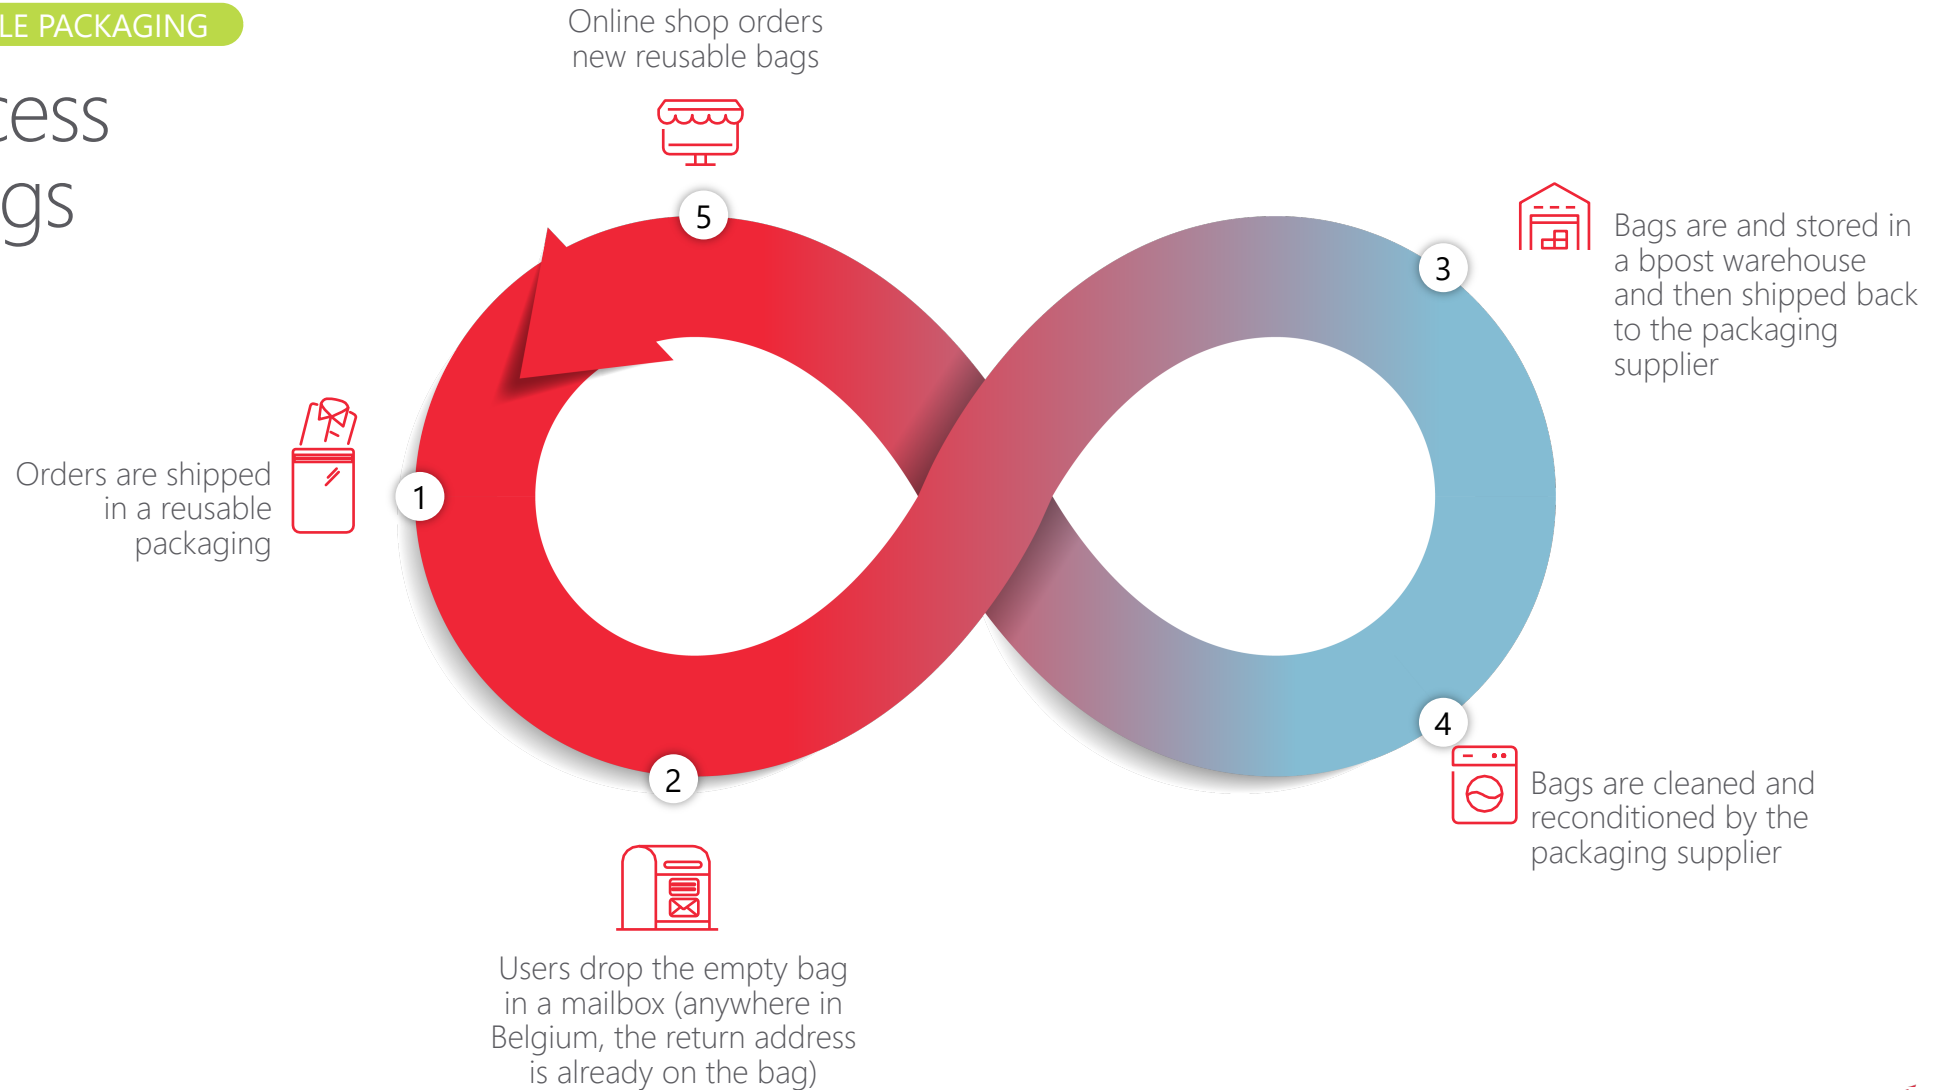 LE PACKAGING
cess
gs
Online shop orders
new reusable bags
5
3
Bags are and stored in
a bpost warehouse
and then shipped back
to the packaging
supplier
Orders are shipped
in a reusable
packaging
1
4
Bags are cleaned and
reconditioned by the
packaging supplier
2
Users drop the empty bag
in a mailbox (anywhere in
Belgium, the return address
is already on the bag)